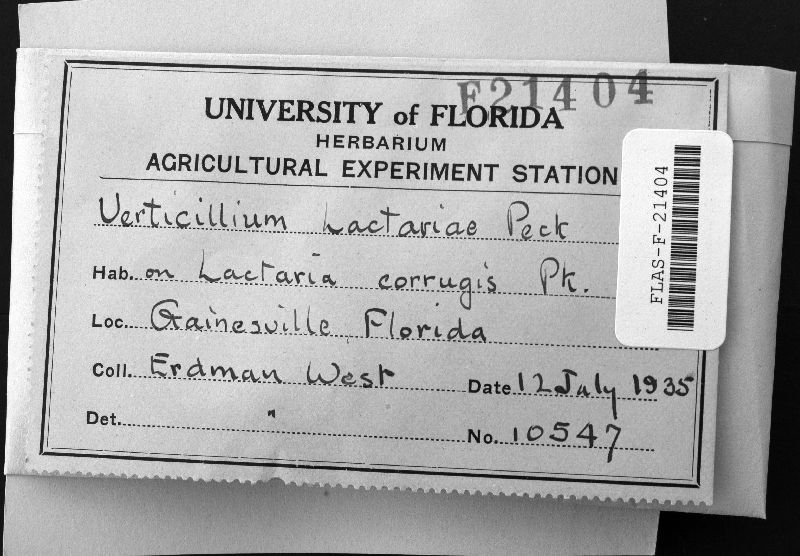 F21404
UNIVERSITY of FLORIDA
HERBARIUM
AGRICULTURAL EXPERIMENT STATION
Verticillium Lactariae Peck
Hab. on Lactaria corrugis Pk.
Loc. Gainesville, Florida
Coll. Erdman West Date 12 July 1935
Det. " No. 10547
FLAS-F-21404